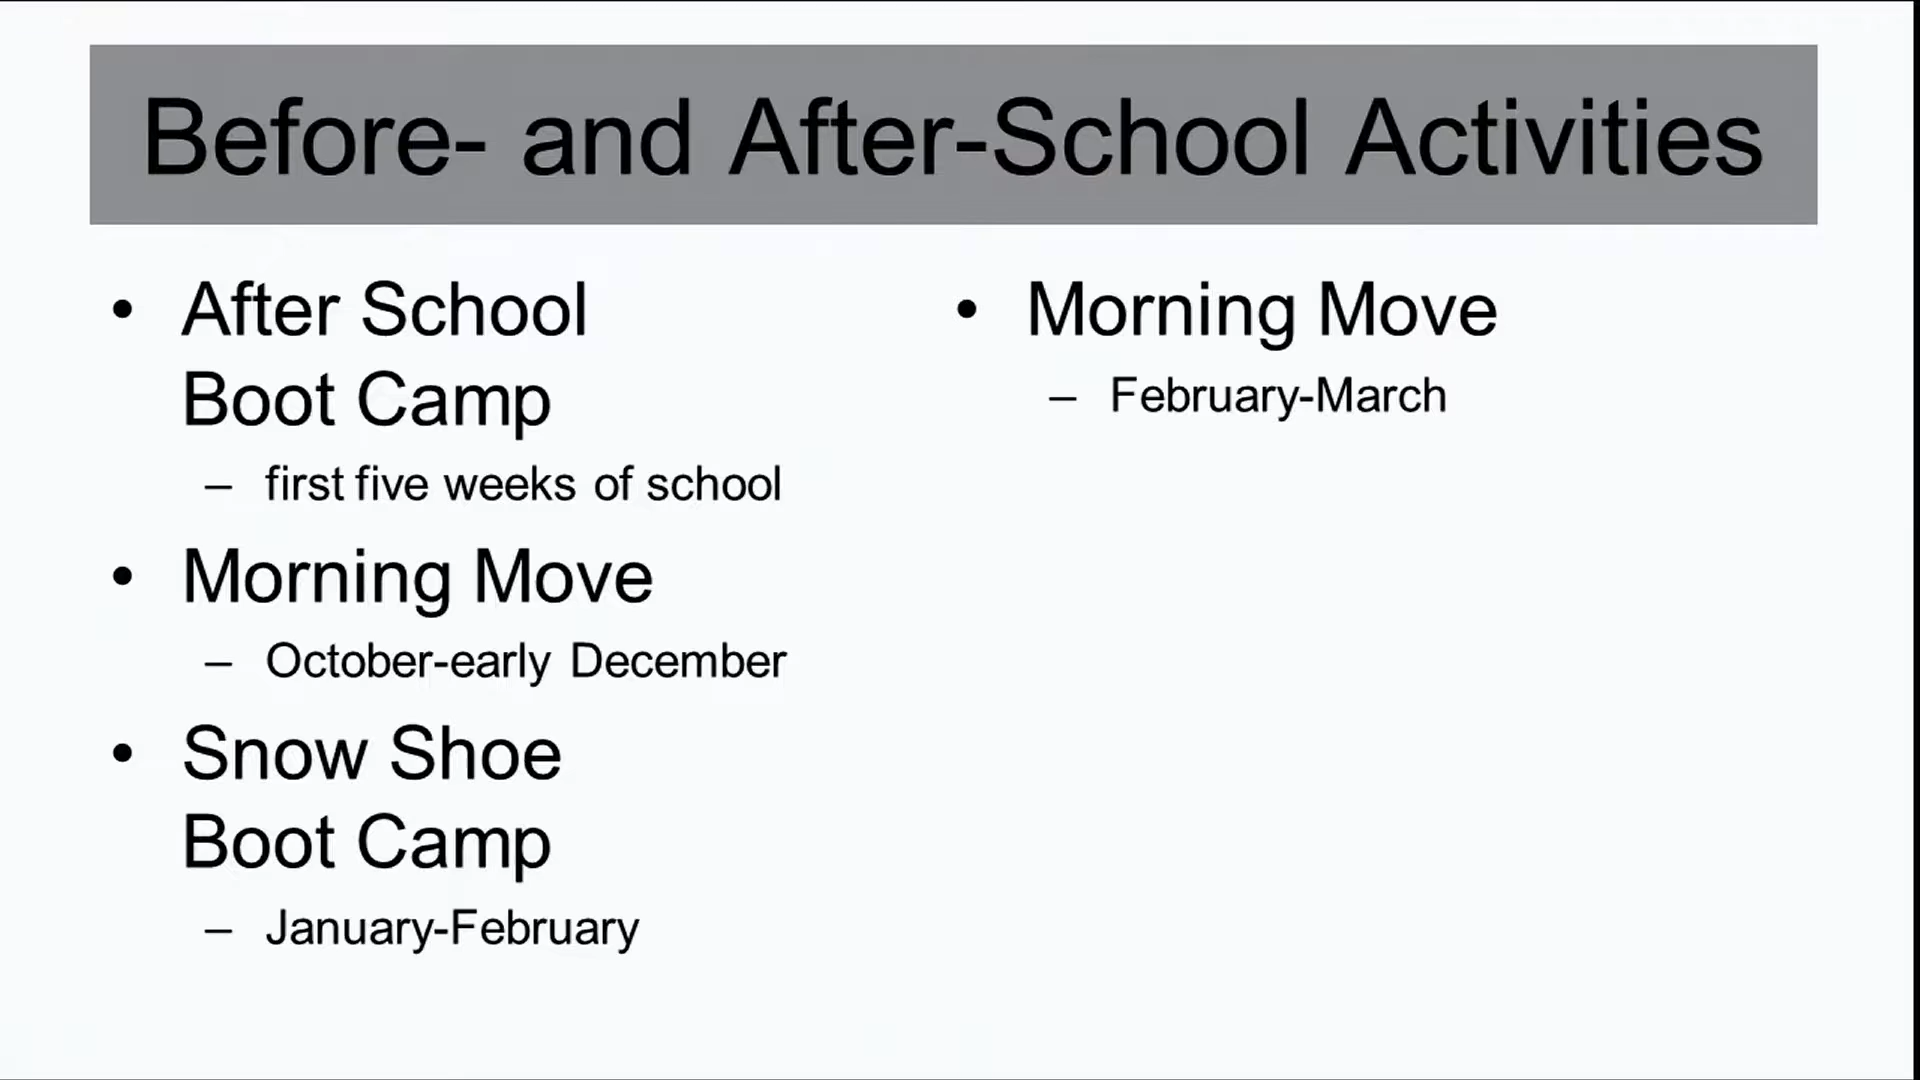 Before- and After-School Activities
• After School
Boot Camp
– first five weeks of school
• Morning Move
– October-early December
• Snow Shoe
Boot Camp
– January-February
• Morning Move
– February-March